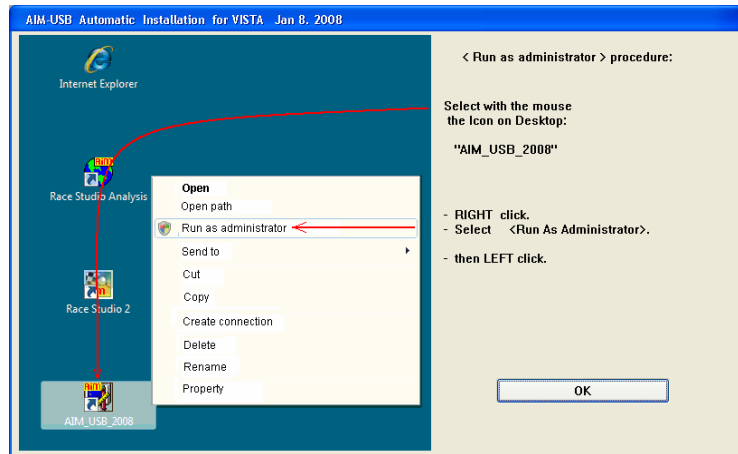 AIM-USB Automatic Installation for VISTA Jan 8. 2008
Internet Explorer
Race Studio Analysis
Race Studio 2
AIM_USB_2008
Open
Open path
Run as administrator
Send to
Cut
Copy
Create connection
Delete
Rename
Property
< Run as administrator > procedure:
Select with the mouse
the Icon on Desktop:
"AIM_USB_2008"
- RIGHT click.
- Select <Run As Administrator>.
- then LEFT click.
OK